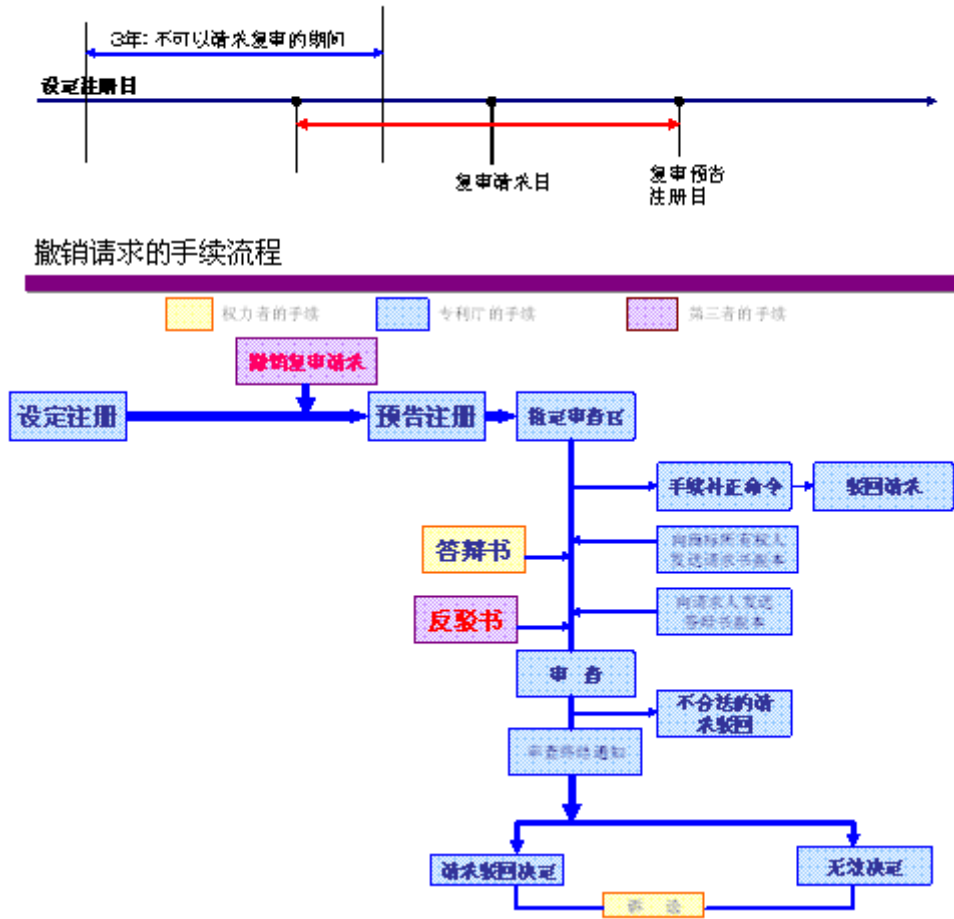 3年: 不可以请求复审的期间
设定注册日
复审请求日
复审预告
注册日
撤销请求的手续流程
权力者的手续
专利厅的手续
第三者的手续
撤销复审请求
设定注册
预告注册
指定审查官
手续补正命令
驳回请求
答辩书
向商标所有权人
发送请求书副本
反驳书
向请求人发送
答辩书副本
审 查
不合适的请
求驳回
审查终结通知
请求驳回决定
无效决定
诉 讼